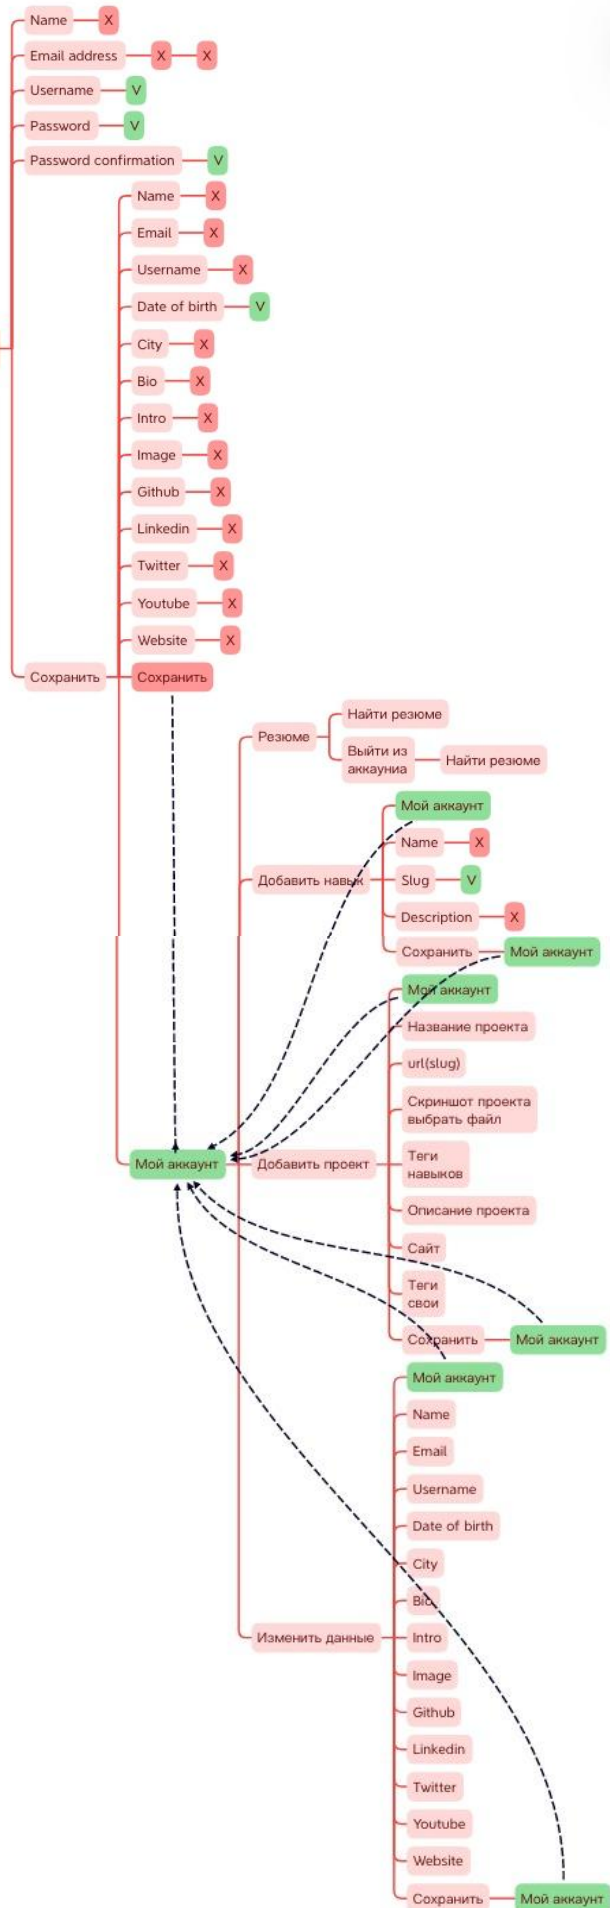 Name X
Email address X X
Username V
Password V
Password confirmation V
Name X
Email X
Username X
Date of birth V
City X
Bio X
Intro X
Image X
Github X
Linkedin X
Twitter X
Youtube X
Website X
Сохранить Сохранить
Найти резюме
Резюме
Выйти из
аккауниа
Найти резюме
Мой аккаунт
Name X
Добавить навык Slug V
Description X
Сохранить Мой аккаунт
Мой аккаунт
Название проекта
url(slug)
Скриншот проекта
выбрать файл
Мой аккаунт Добавить проект
Теги
навыков
Описание проекта
Сайт
Теги
свои
Сохранить Мой аккаунт
Мой аккаунт
Name
Email
Username
Date of birth
City
Bio
Изменить данные Intro
Image
Github
Linkedin
Twitter
Youtube
Website
Сохранить Мой аккаунт